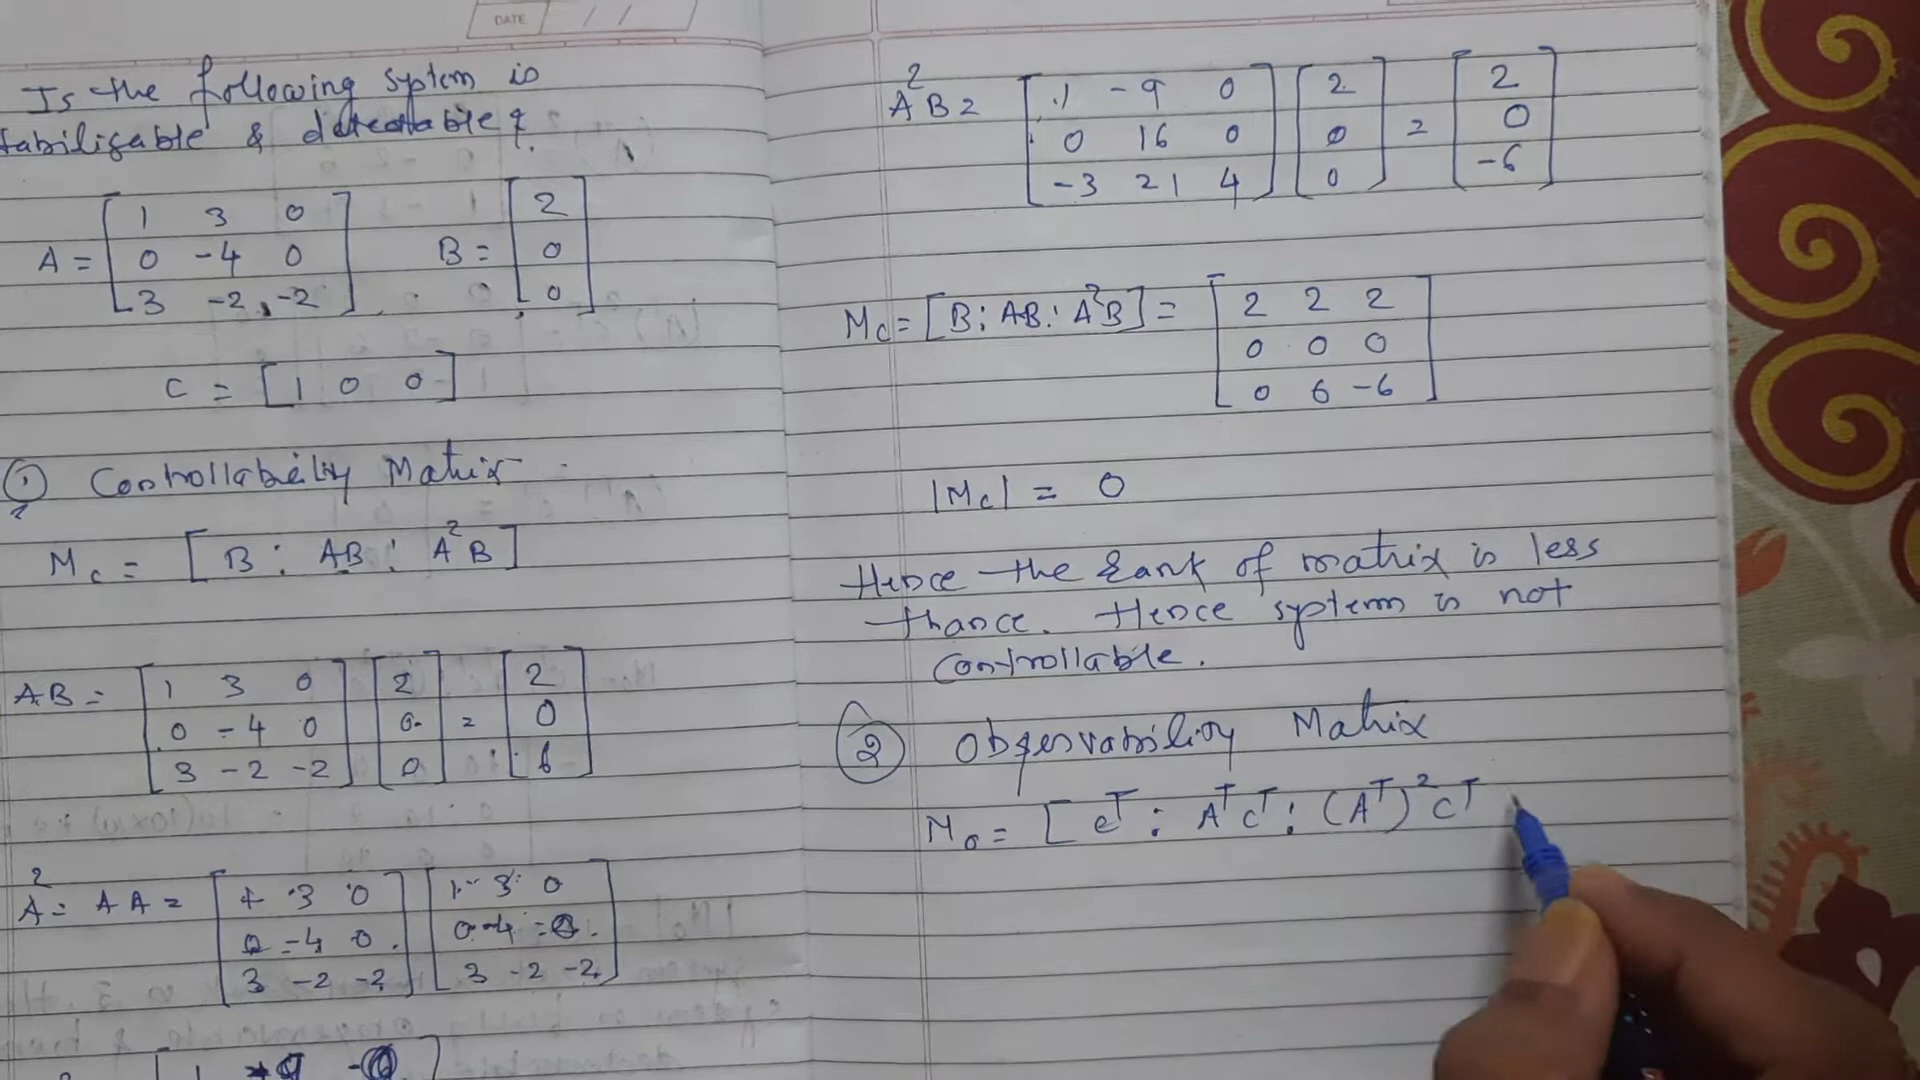 DATE / /
Is the following system is
tabilisable & detectable?
A = [ 1 3 0
0 -4 0
3 -2 -2 ]
B = [ 2
0
0 ]
C = [ 1 0 0 ]
① Controllability Matrix
Mc = [ B : AB : A²B ]
AB = [ 1 3 0
0 -4 0
3 -2 -2 ] [ 2
0
0 ] = [ 2
0
6 ]
A² = AA = [ 1 3 0
0 -4 0
3 -2 -2 ] [ 1 3 0
0 -4 0
3 -2 -2 ]
A²B = [ 1 -9 0
0 16 0
-3 21 4 ] [ 2
0
0 ] = [ 2
0
-6 ]
Mc = [ B : AB : A²B ] = [ 2 2 2
0 0 0
0 6 -6 ]
|Mc| = 0
Hence the rank of matrix is less
thance. Hence system is not
controllable.
② Observability Matrix
Mo = [ Cᵀ : AᵀCᵀ : (Aᵀ)²Cᵀ